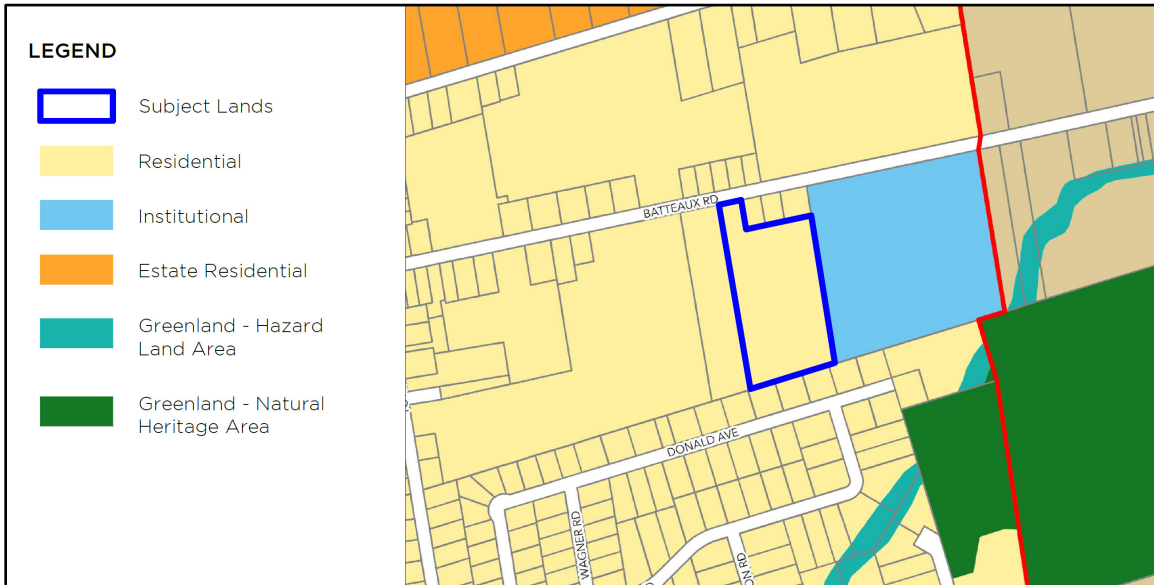 LEGEND
Subject Lands
Residential
Institutional
Estate Residential
Greenland - Hazard
Land Area
Greenland - Natural
Heritage Area
BATTEAUX RD
DONALD AVE
WAGNER RD